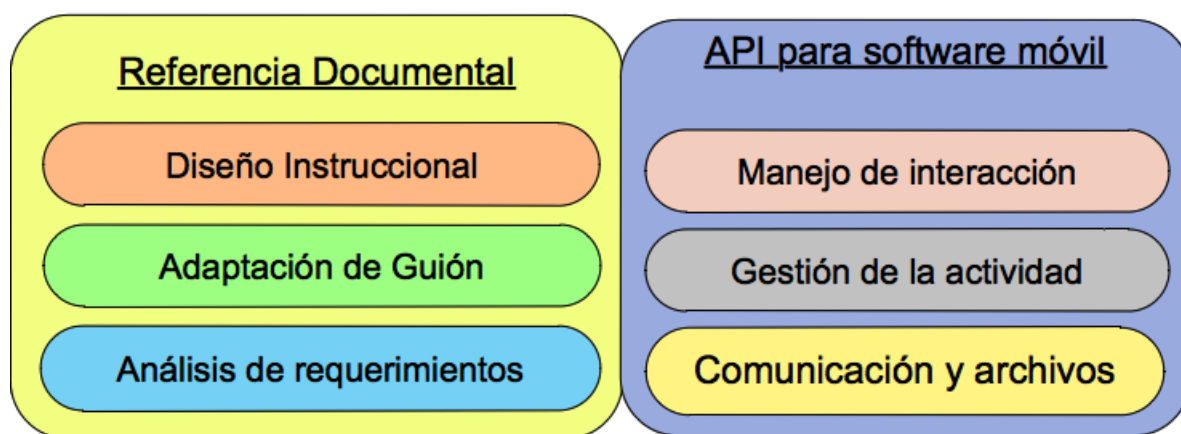 Referencia Documental
Diseño Instruccional
Adaptación de Guión
Análisis de requerimientos
API para software móvil
Manejo de interacción
Gestión de la actividad
Comunicación y archivos